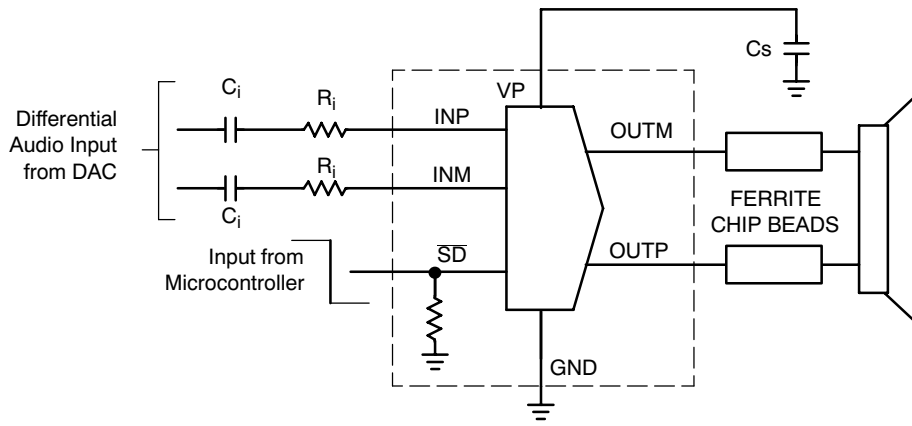 Cs
VP
Ci
Ri
INP
OUTM
Differential
Audio Input
from DAC
Ri
INM
Ci
FERRITE
CHIP BEADS
SD
OUTP
Input from
Microcontroller
GND